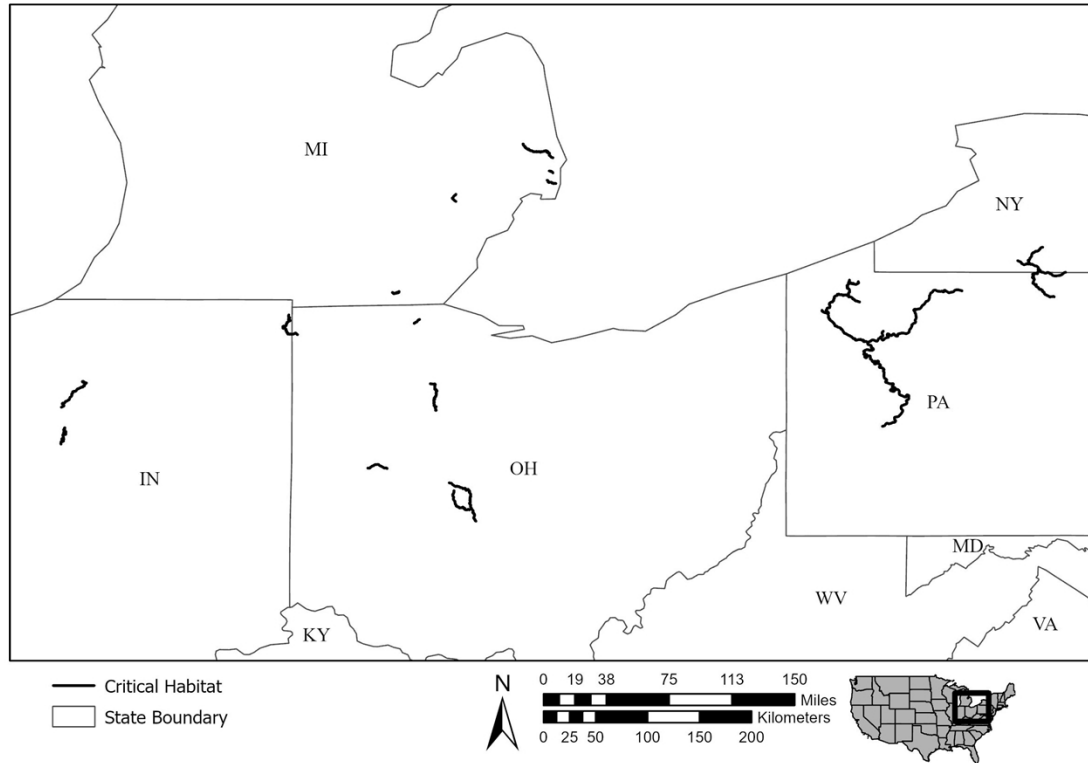 MI
NY
PA
IN
OH
MD
WV
VA
KY
Critical Habitat
State Boundary
N
0 19 38 75 113 150
Miles
Kilometers
0 25 50 100 150 200